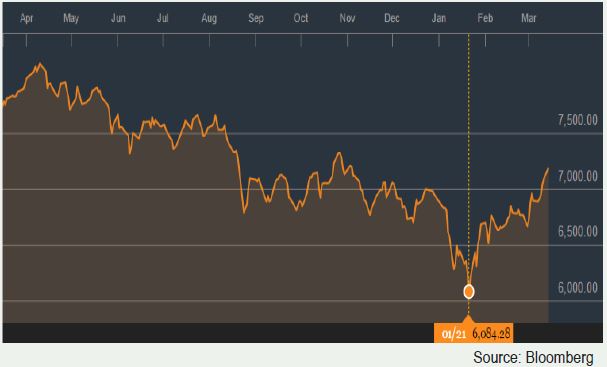 Apr May Jun Jul Aug Sep Oct Nov Dec Jan Feb Mar
7,500.00
7,000.00
6,500.00
6,000.00
01/21 6,084.28
Source: Bloomberg